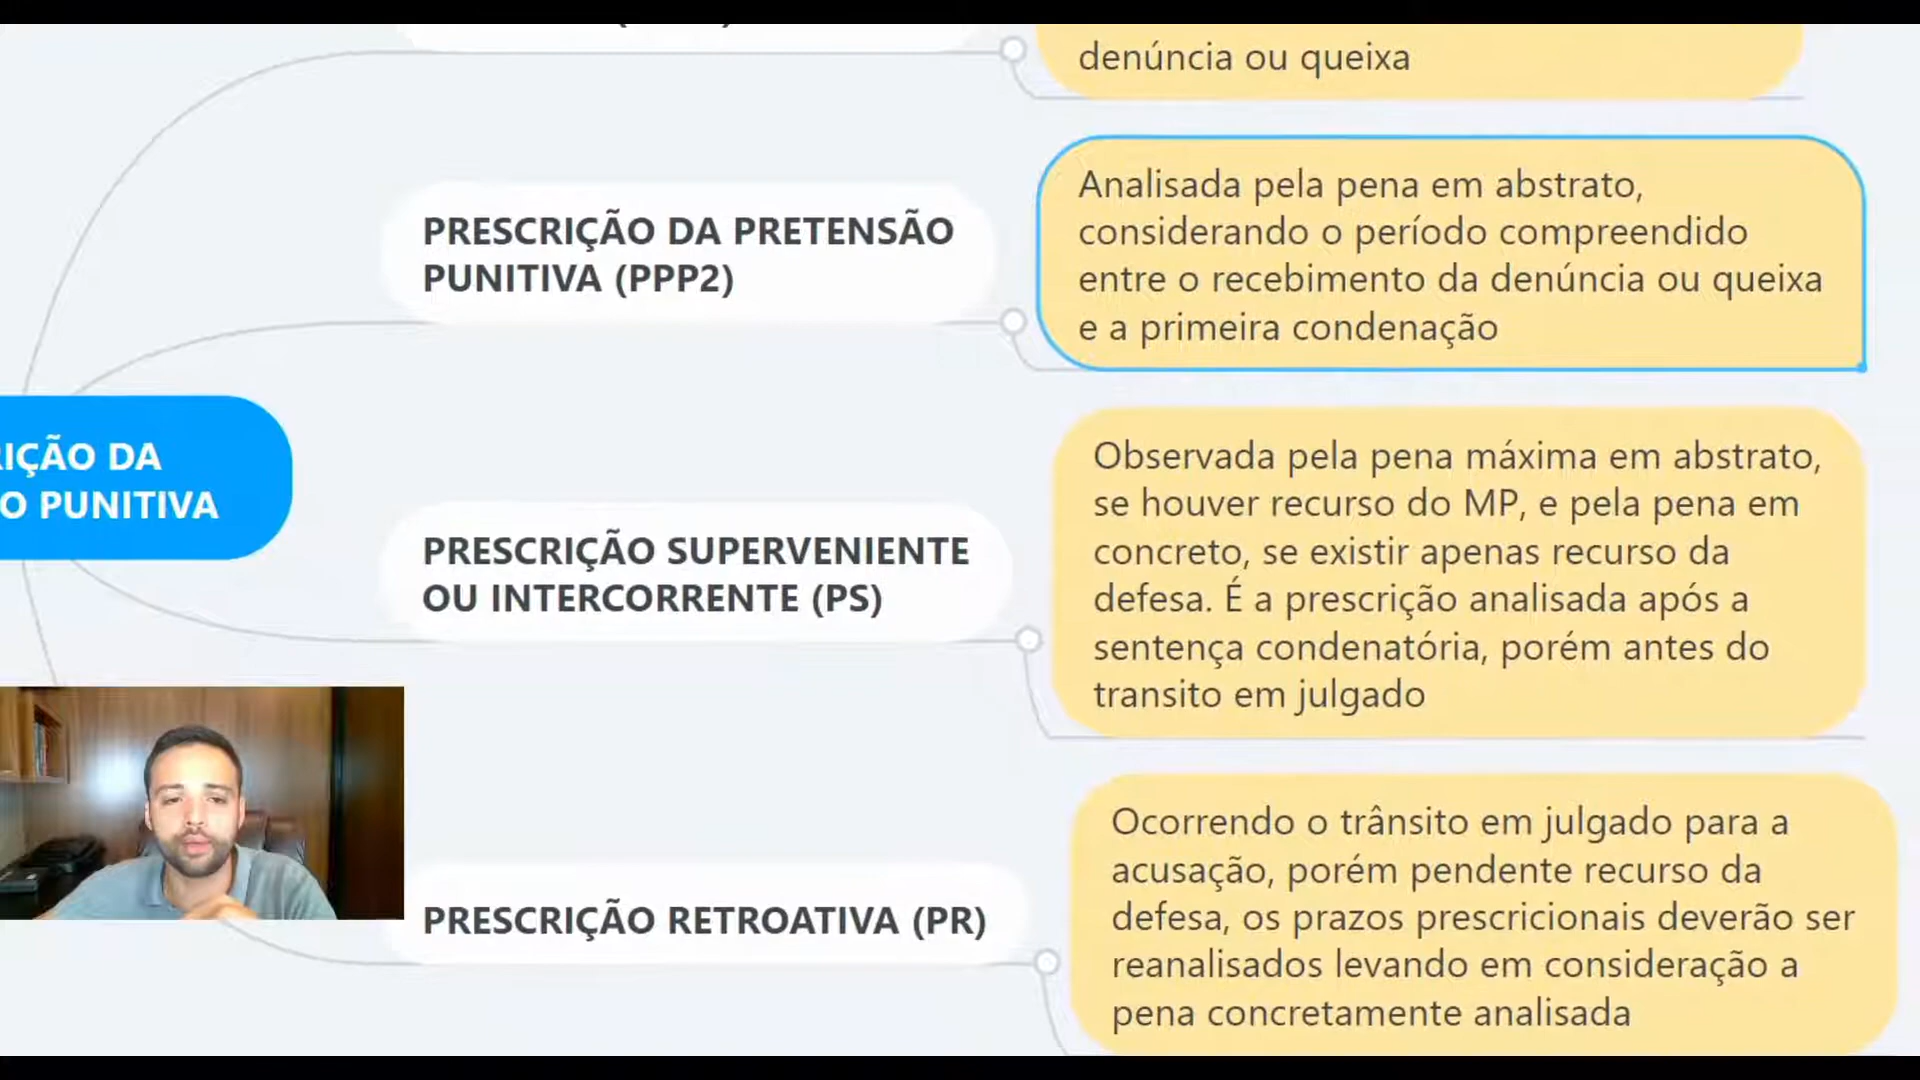 denúncia ou queixa
PRESCRIÇÃO DA PRETENSÃO
PUNITIVA (PPP2)
Analisada pela pena em abstrato,
considerando o período compreendido
entre o recebimento da denúncia ou queixa
e a primeira condenação
IÇÃO DA
O PUNITIVA
PRESCRIÇÃO SUPERVENIENTE
OU INTERCORRENTE (PS)
Observada pela pena máxima em abstrato,
se houver recurso do MP, e pela pena em
concreto, se existir apenas recurso da
defesa. É a prescrição analisada após a
sentença condenatória, porém antes do
transito em julgado
PRESCRIÇÃO RETROATIVA (PR)
Ocorrendo o trânsito em julgado para a
acusação, porém pendente recurso da
defesa, os prazos prescricionais deverão ser
reanalisados levando em consideração a
pena concretamente analisada